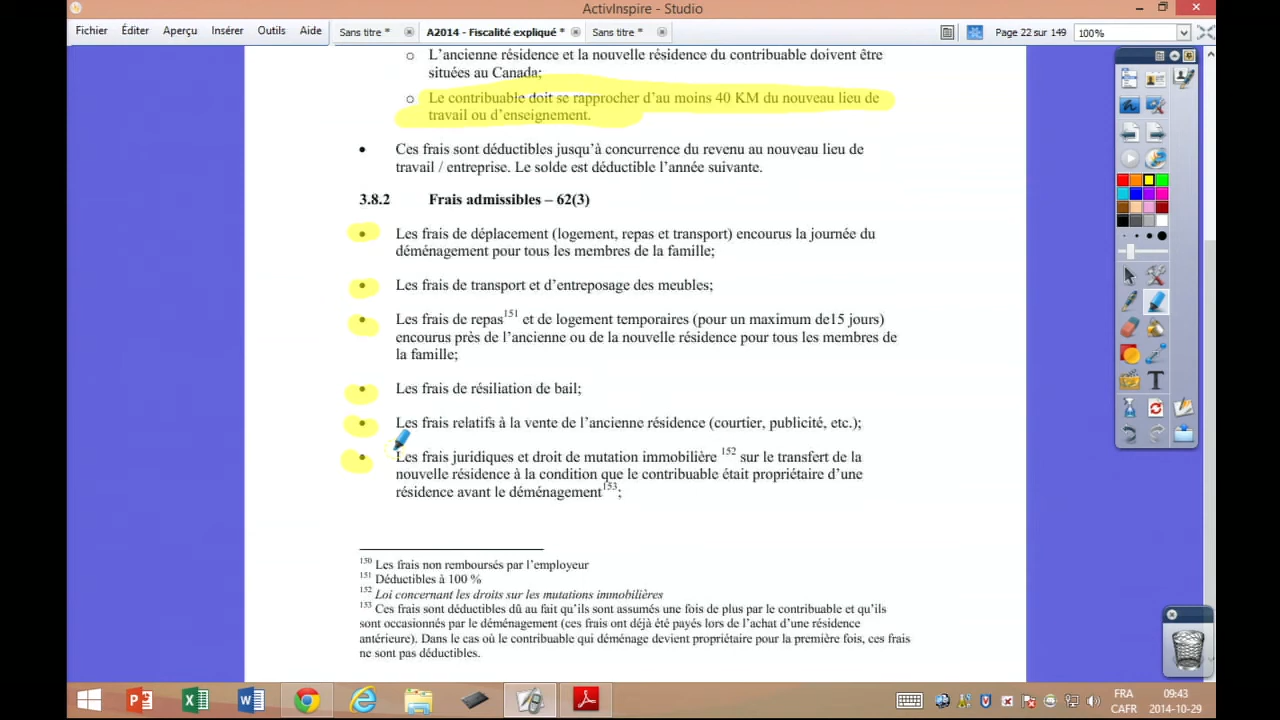 ActivInspire - Studio
Fichier Éditer Aperçu Insérer Outils Aide Sans titre * A2014 - Fiscalité expliqué * Sans titre * Page 22 sur 149 100%
o L’ancienne résidence et la nouvelle résidence du contribuable doivent être
situées au Canada;
o Le contribuable doit se rapprocher d’au moins 40 KM du nouveau lieu de
travail ou d’enseignement.
• Ces frais sont déductibles jusqu’à concurrence du revenu au nouveau lieu de
travail / entreprise. Le solde est déductible l’année suivante.
3.8.2 Frais admissibles – 62(3)
• Les frais de déplacement (logement, repas et transport) encourus la journée du
déménagement pour tous les membres de la famille;
• Les frais de transport et d’entreposage des meubles;
• Les frais de repas151 et de logement temporaires (pour un maximum de15 jours)
encourus près de l’ancienne ou de la nouvelle résidence pour tous les membres de
la famille;
• Les frais de résiliation de bail;
• Les frais relatifs à la vente de l’ancienne résidence (courtier, publicité, etc.);
• Les frais juridiques et droit de mutation immobilière 152 sur le transfert de la
nouvelle résidence à la condition que le contribuable était propriétaire d’une
résidence avant le déménagement153;
150 Les frais non remboursés par l’employeur
151 Déductibles à 100 %
152 Loi concernant les droits sur les mutations immobilières
153 Ces frais sont déductibles dû au fait qu’ils sont assumés une fois de plus par le contribuable et qu’ils
sont occasionnés par le déménagement (ces frais ont déjà été payés lors de l’achat d’une résidence
antérieure). Dans le cas où le contribuable qui déménage devient propriétaire pour la première fois, ces frais
ne sont pas déductibles.
FRA 09:43
CAFR 2014-10-29